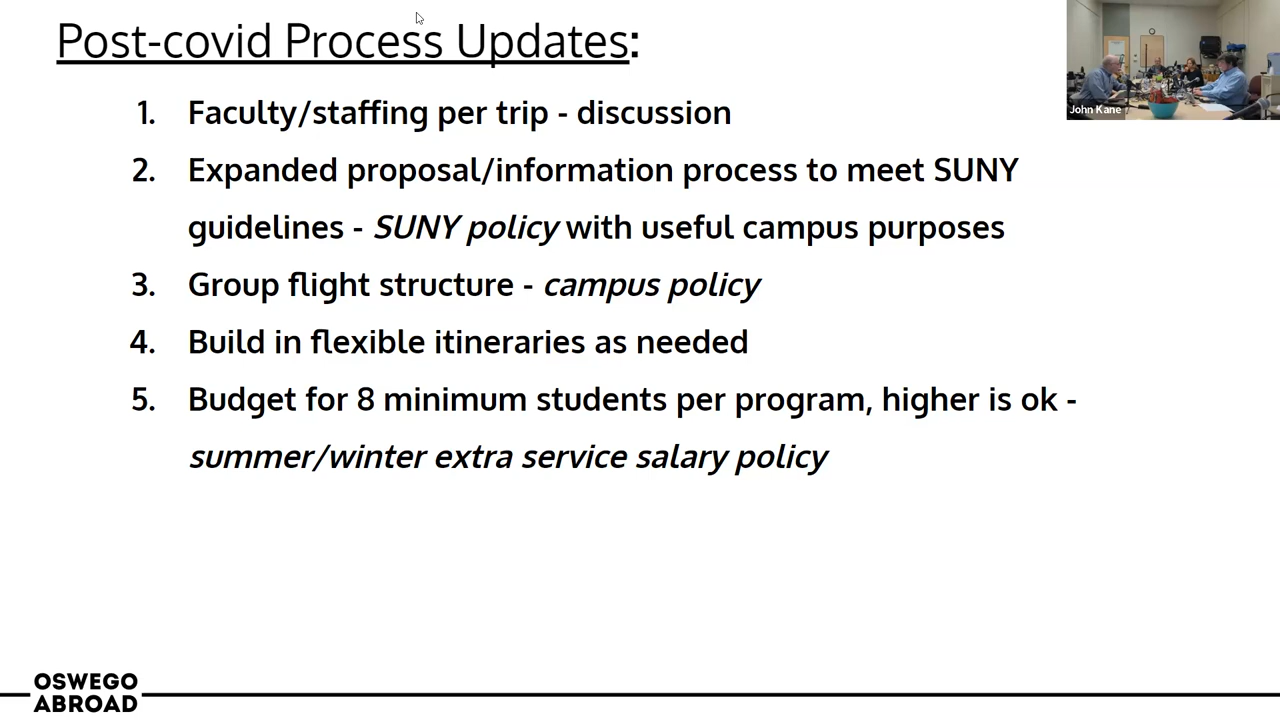 Post-covid Process Updates:
John Kane
1. Faculty/staffing per trip - discussion
2. Expanded proposal/information process to meet SUNY
guidelines - SUNY policy with useful campus purposes
3. Group flight structure - campus policy
4. Build in flexible itineraries as needed
5. Budget for 8 minimum students per program, higher is ok -
summer/winter extra service salary policy
OSWEGO
ABROAD